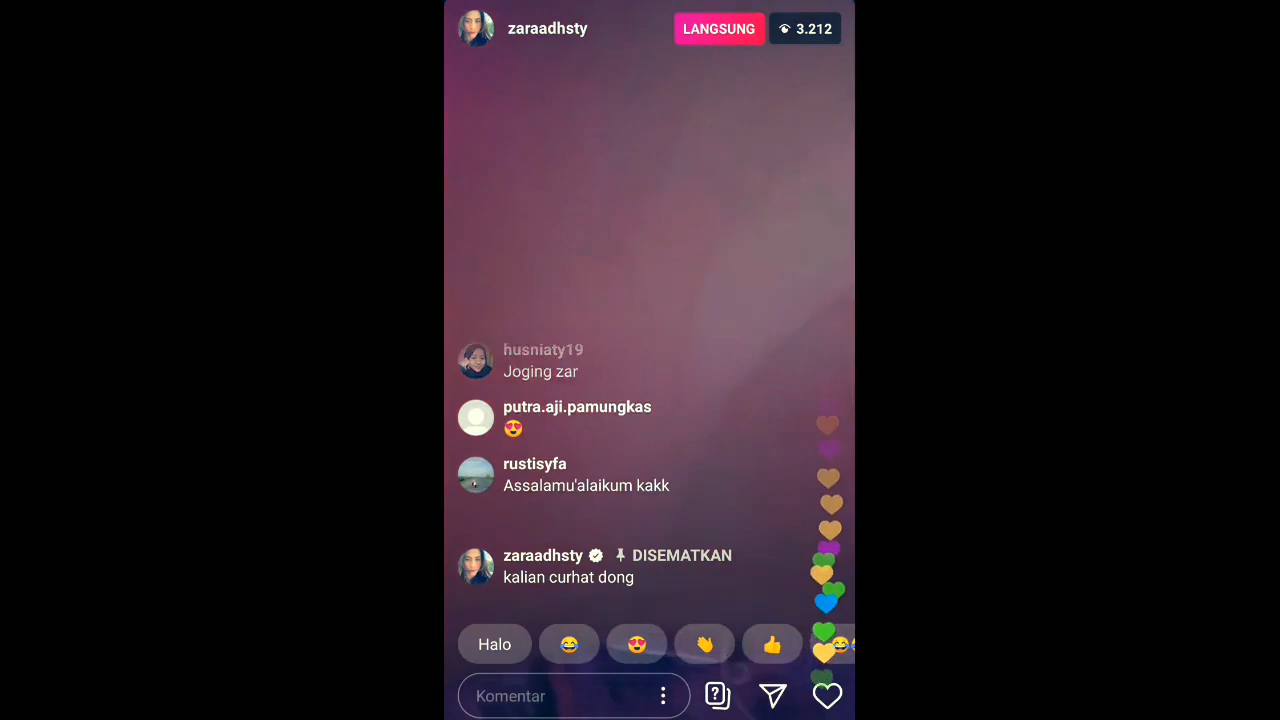 zaraadhsty
LANGSUNG
3.212
husniaty19
Joging zar
putra.aji.pamungkas
😍
rustisyfa
Assalamu'alaikum kakk
zaraadhsty DISEMATKAN
kalian curhat dong
Halo 😂 😍 👏 👍 😂
Komentar